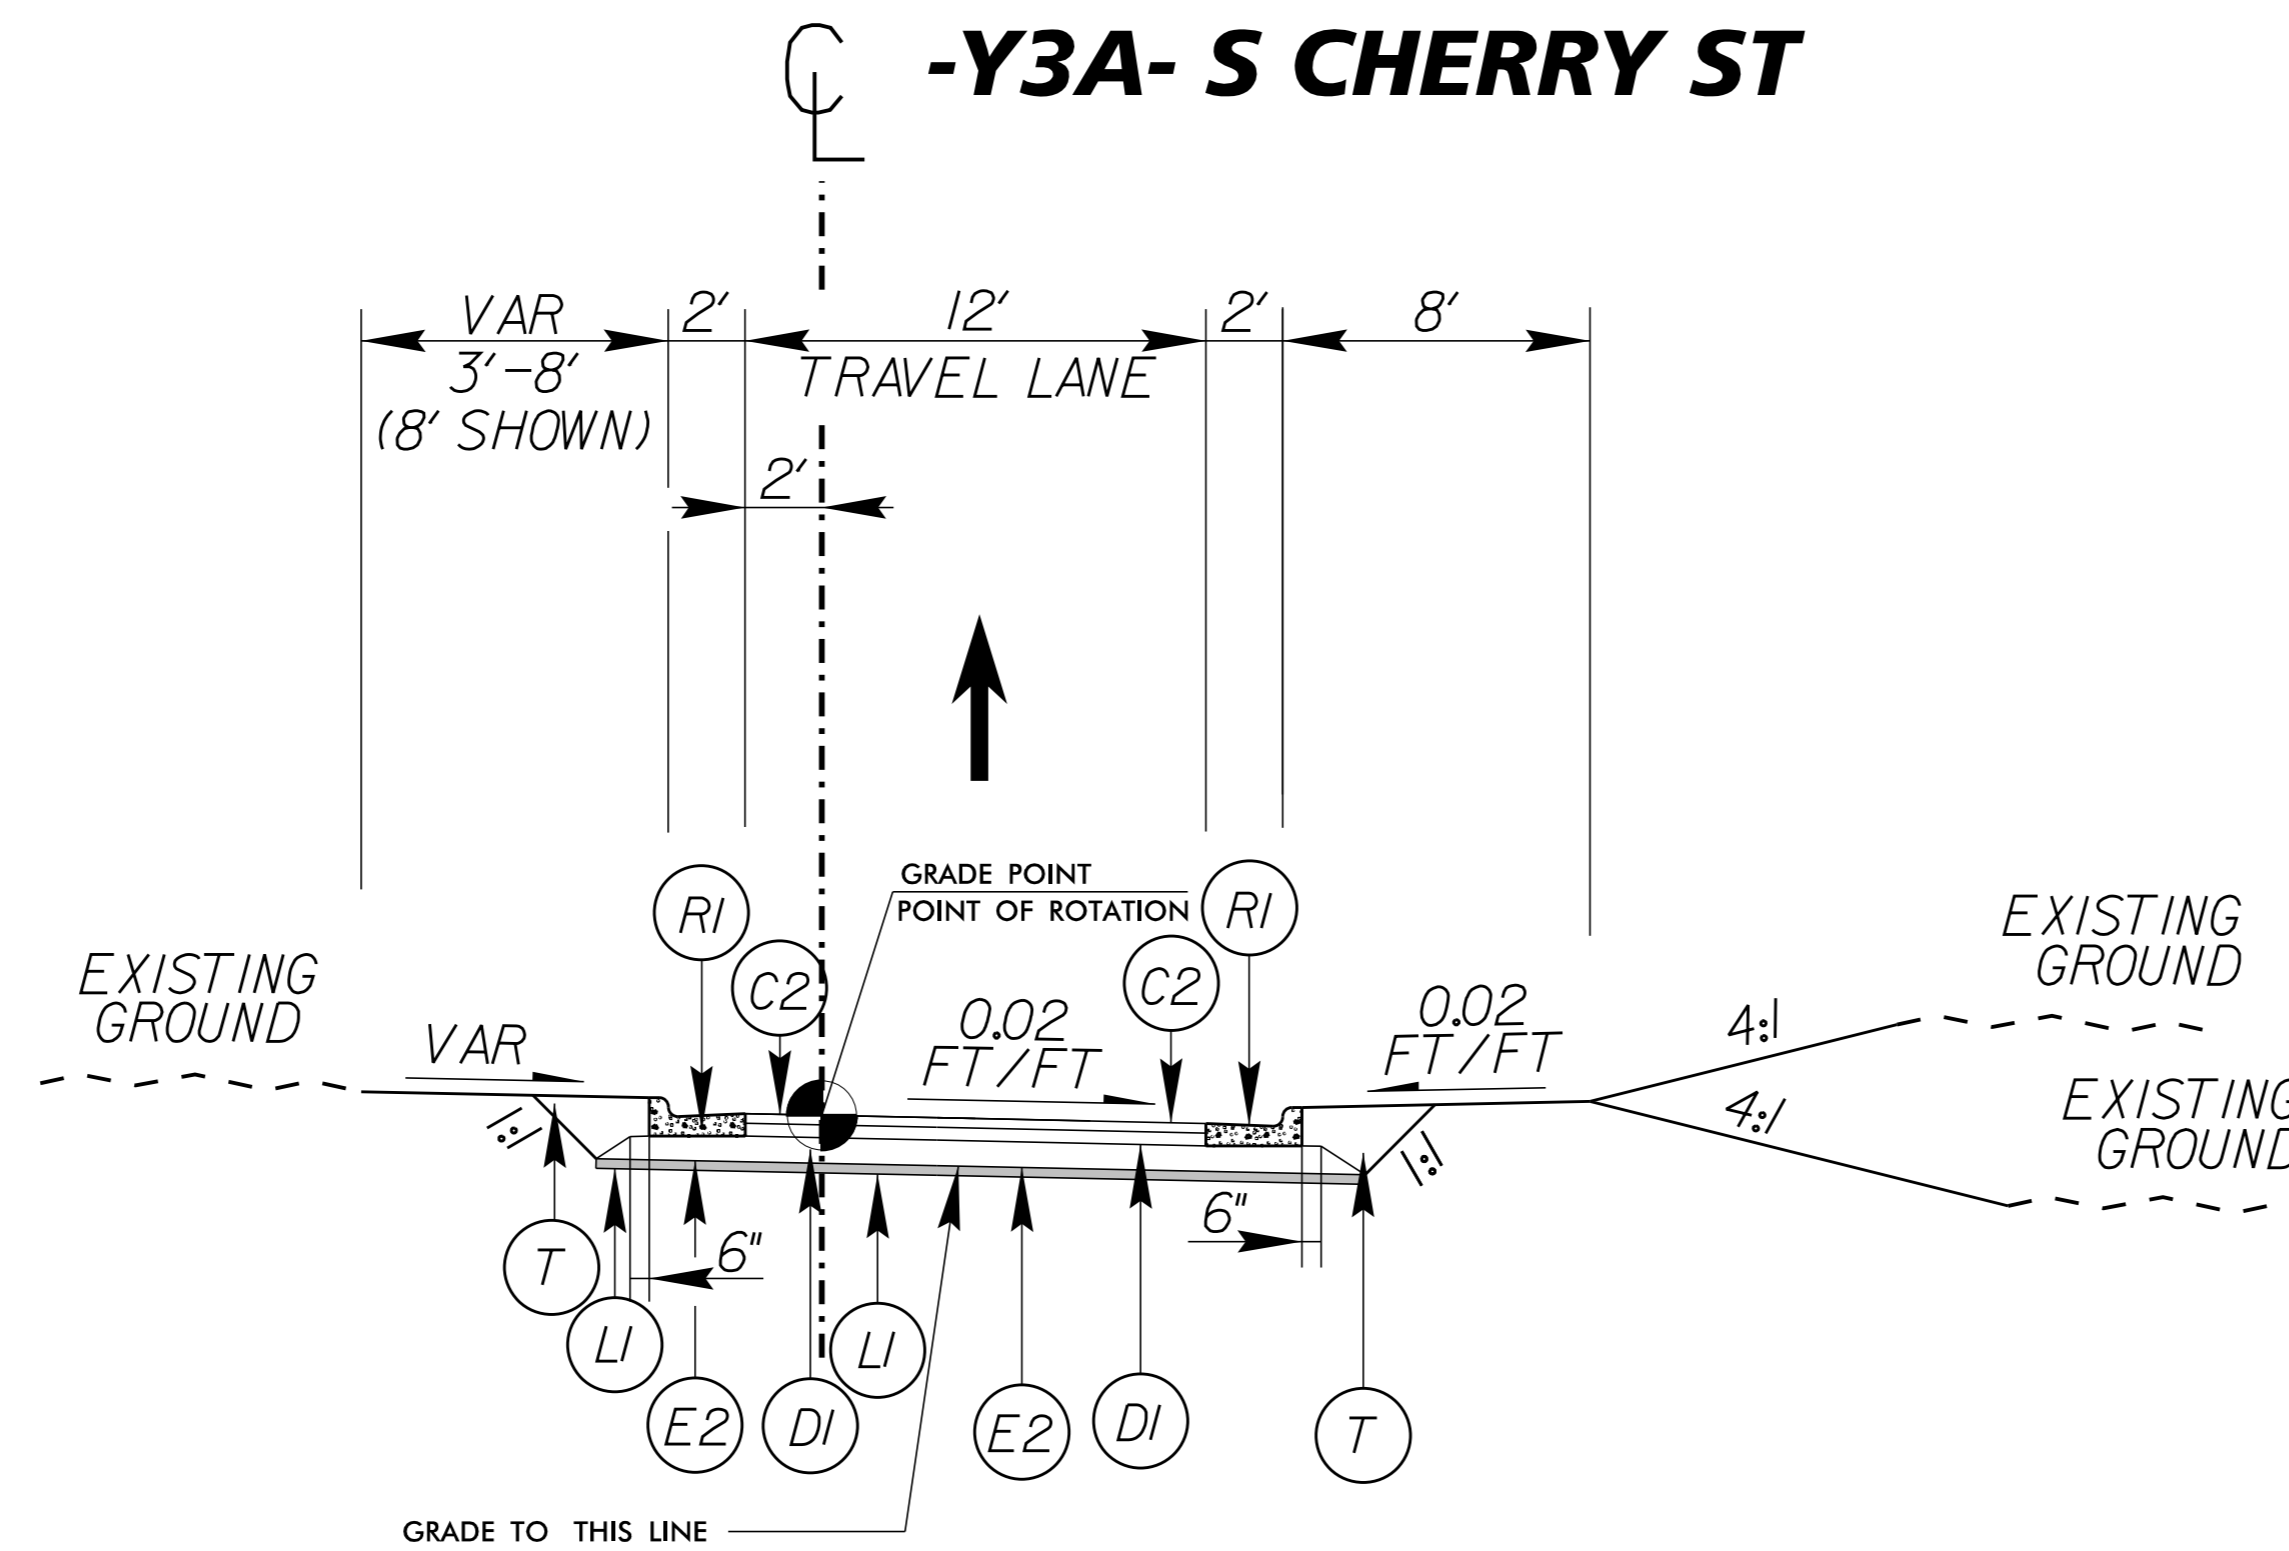 CL -Y3A- S CHERRY ST
VAR
2'
12'
2'
8'
3'-8'
TRAVEL LANE
(8' SHOWN)
2'
GRADE POINT
POINT OF ROTATION
R1
R1
C2
C2
EXISTING
GROUND
EXISTING
GROUND
VAR
0.02
FT/FT
0.02
FT/FT
4:1
4:1
EXISTING
GROUND
1:1
1:1
6"
6"
T
L1
L1
E2
D1
E2
D1
T
GRADE TO THIS LINE